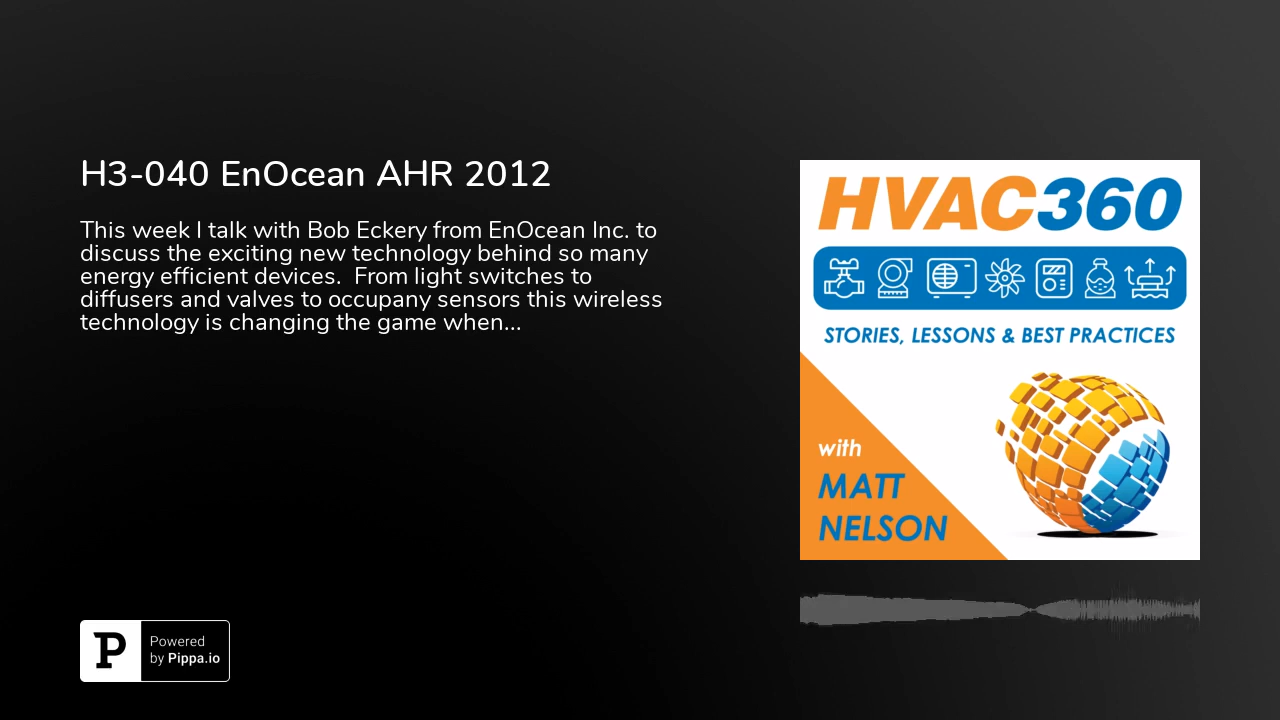 H3-040 EnOcean AHR 2012
This week I talk with Bob Eckery from EnOcean Inc. to
discuss the exciting new technology behind so many
energy efficient devices.  From light switches to
diffusers and valves to occupany sensors this wireless
technology is changing the game when...
HVAC360
STORIES, LESSONS & BEST PRACTICES
with
MATT
NELSON
P
Powered
by Pippa.io